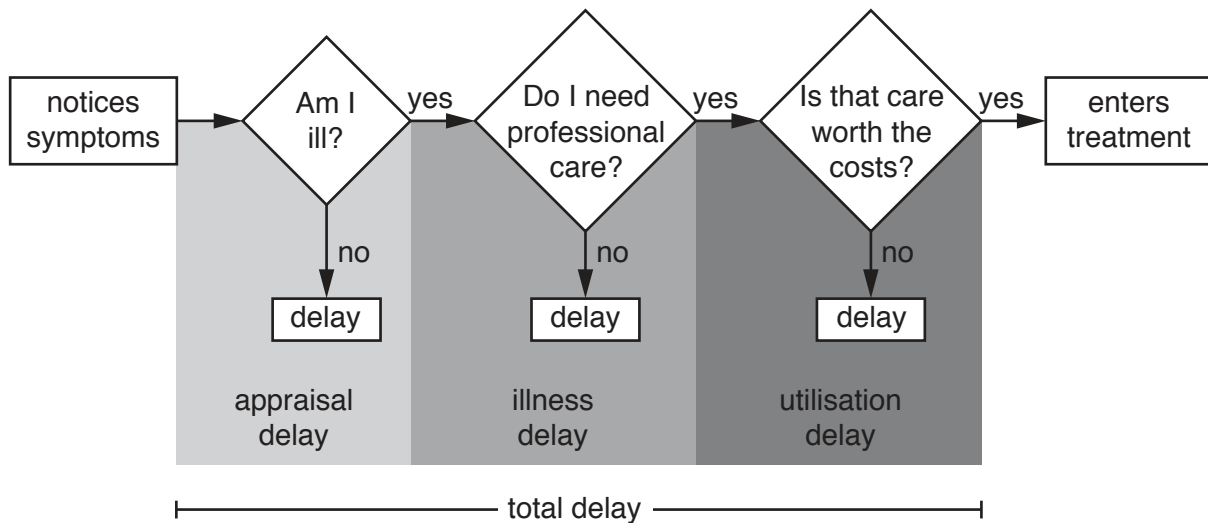 notices
symptoms
Am I
ill?
yes
Do I need
professional
care?
yes
Is that care
worth the
costs?
yes
enters
treatment
no
no
no
delay
delay
delay
appraisal
delay
illness
delay
utilisation
delay
total delay